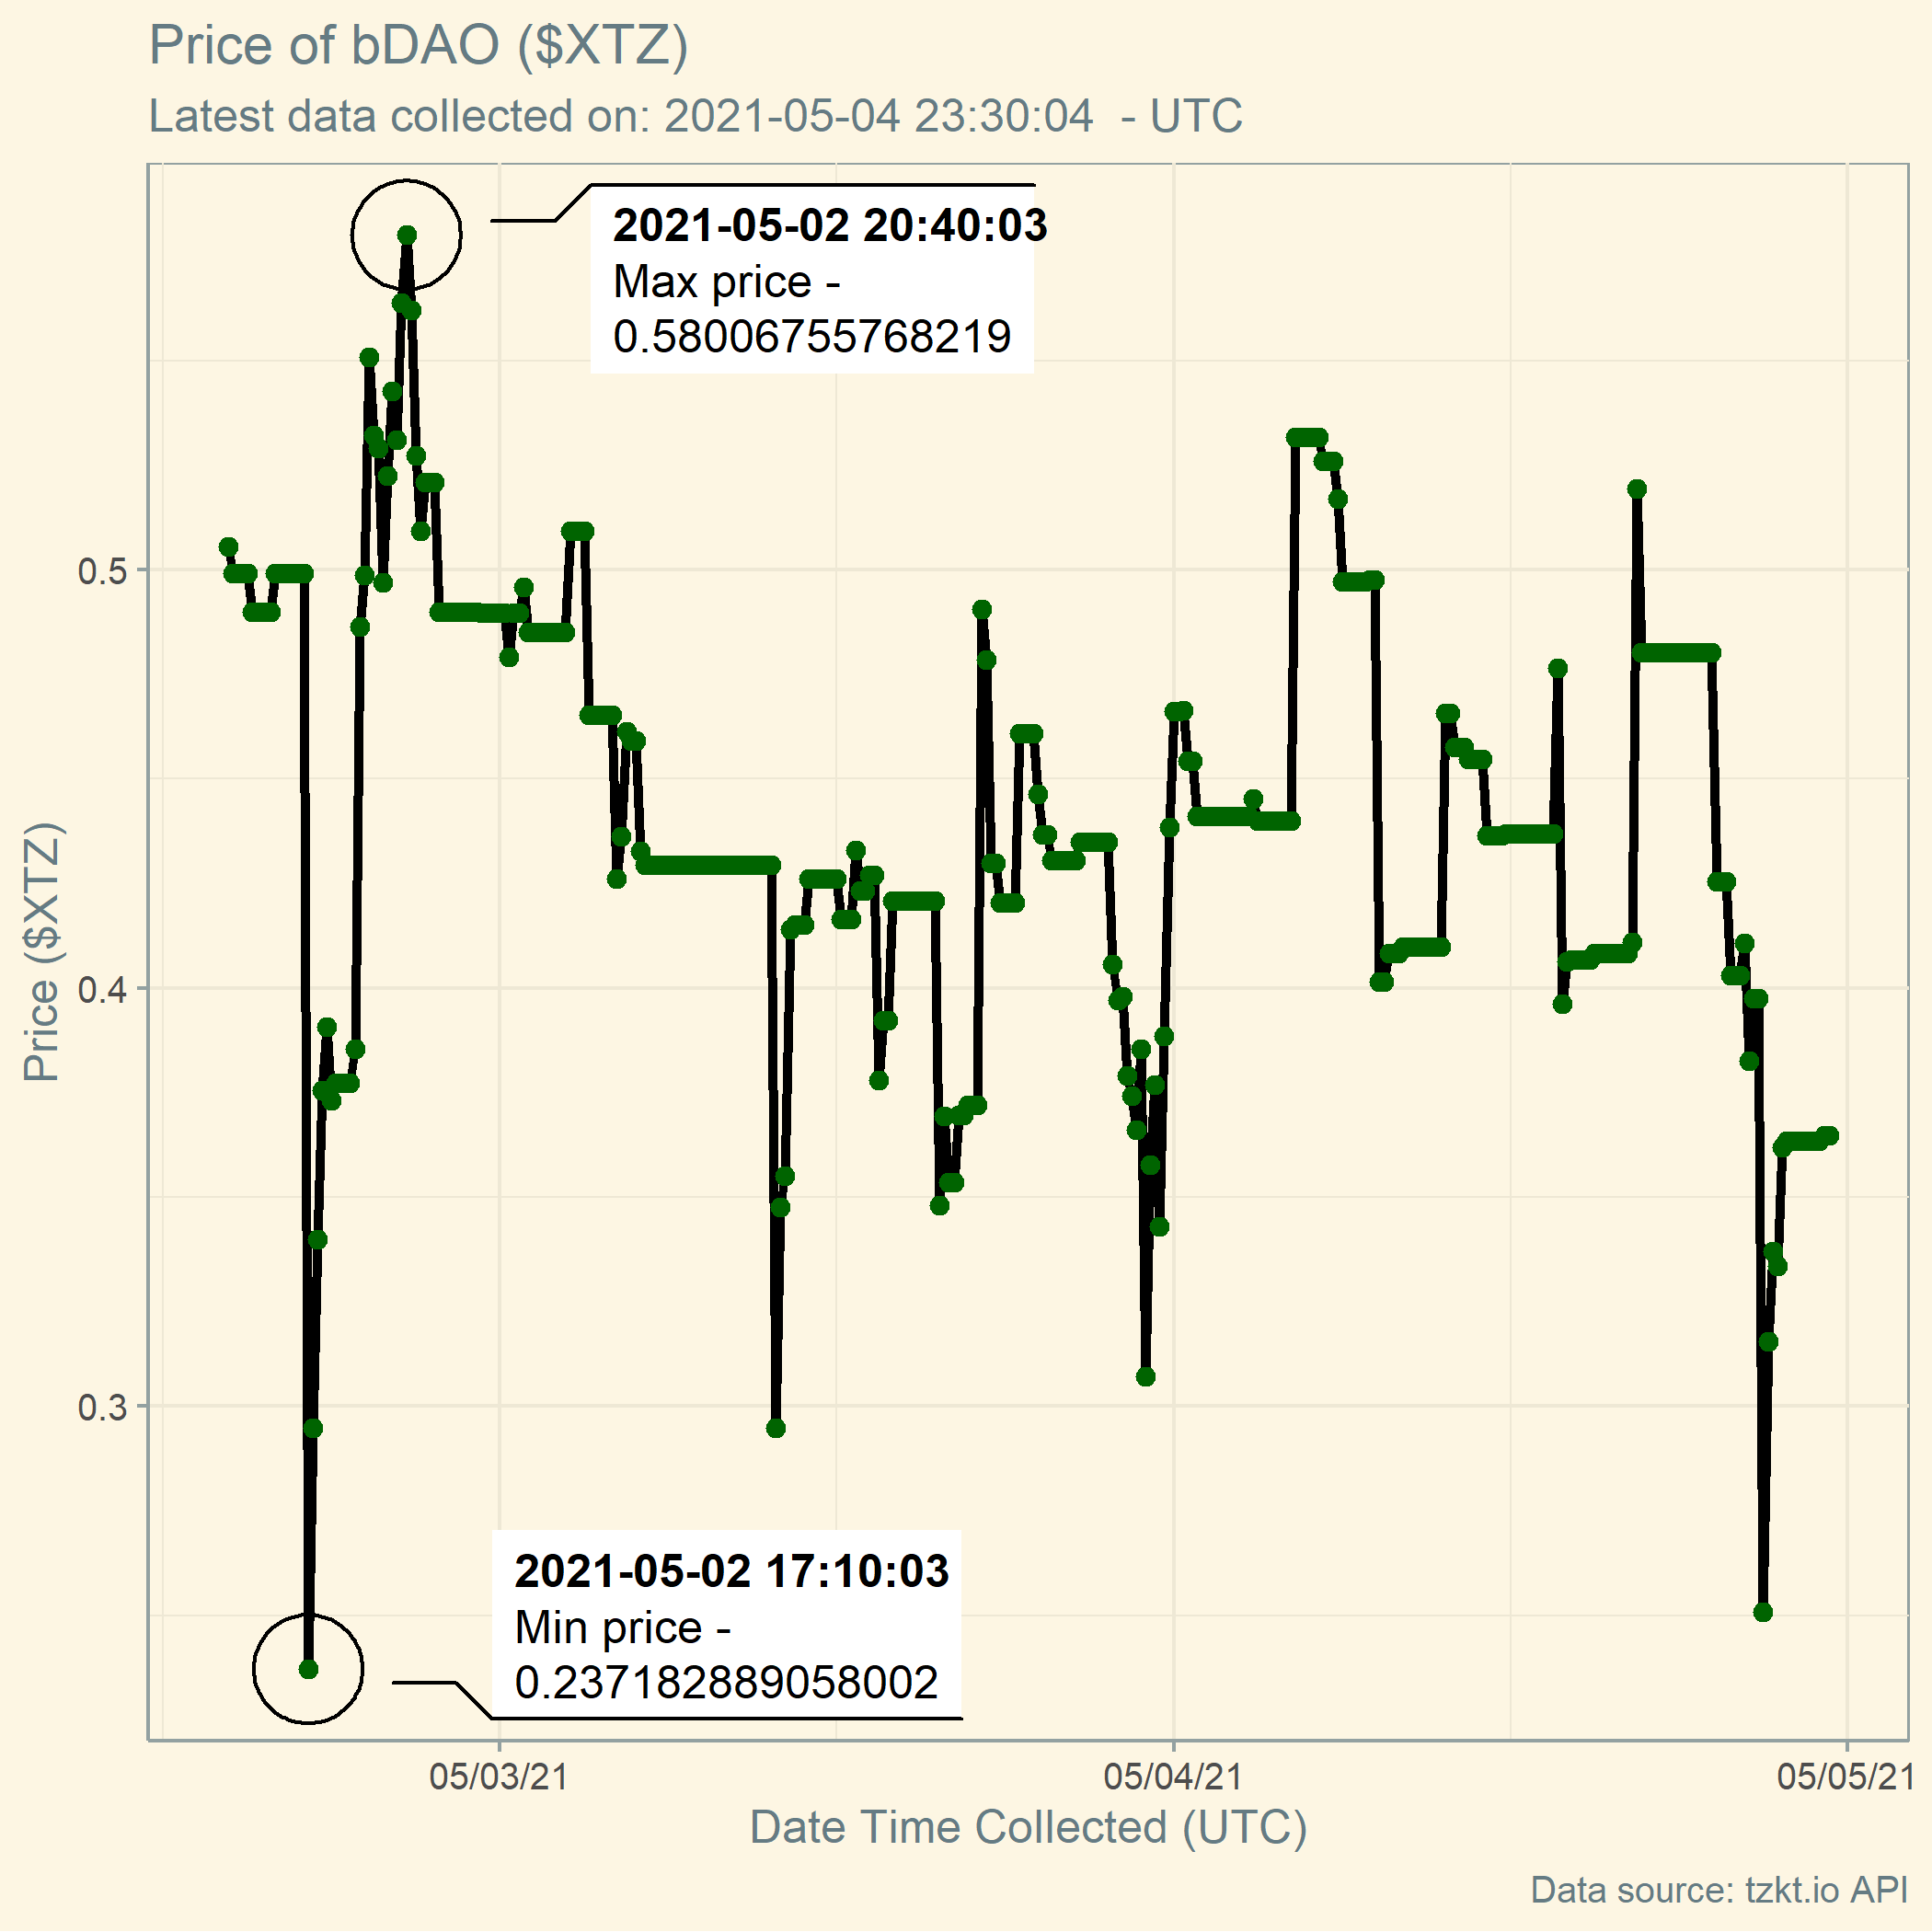 Price of bDAO ($XTZ)
Latest data collected on: 2021-05-04 23:30:04  - UTC
2021-05-02 20:40:03
Max price -
0.58006755768219
0.5
0.4
0.3
Price ($XTZ)
2021-05-02 17:10:03
Min price -
0.237182889058002
05/03/21
05/04/21
05/05/21
Date Time Collected (UTC)
Data source: tzkt.io API